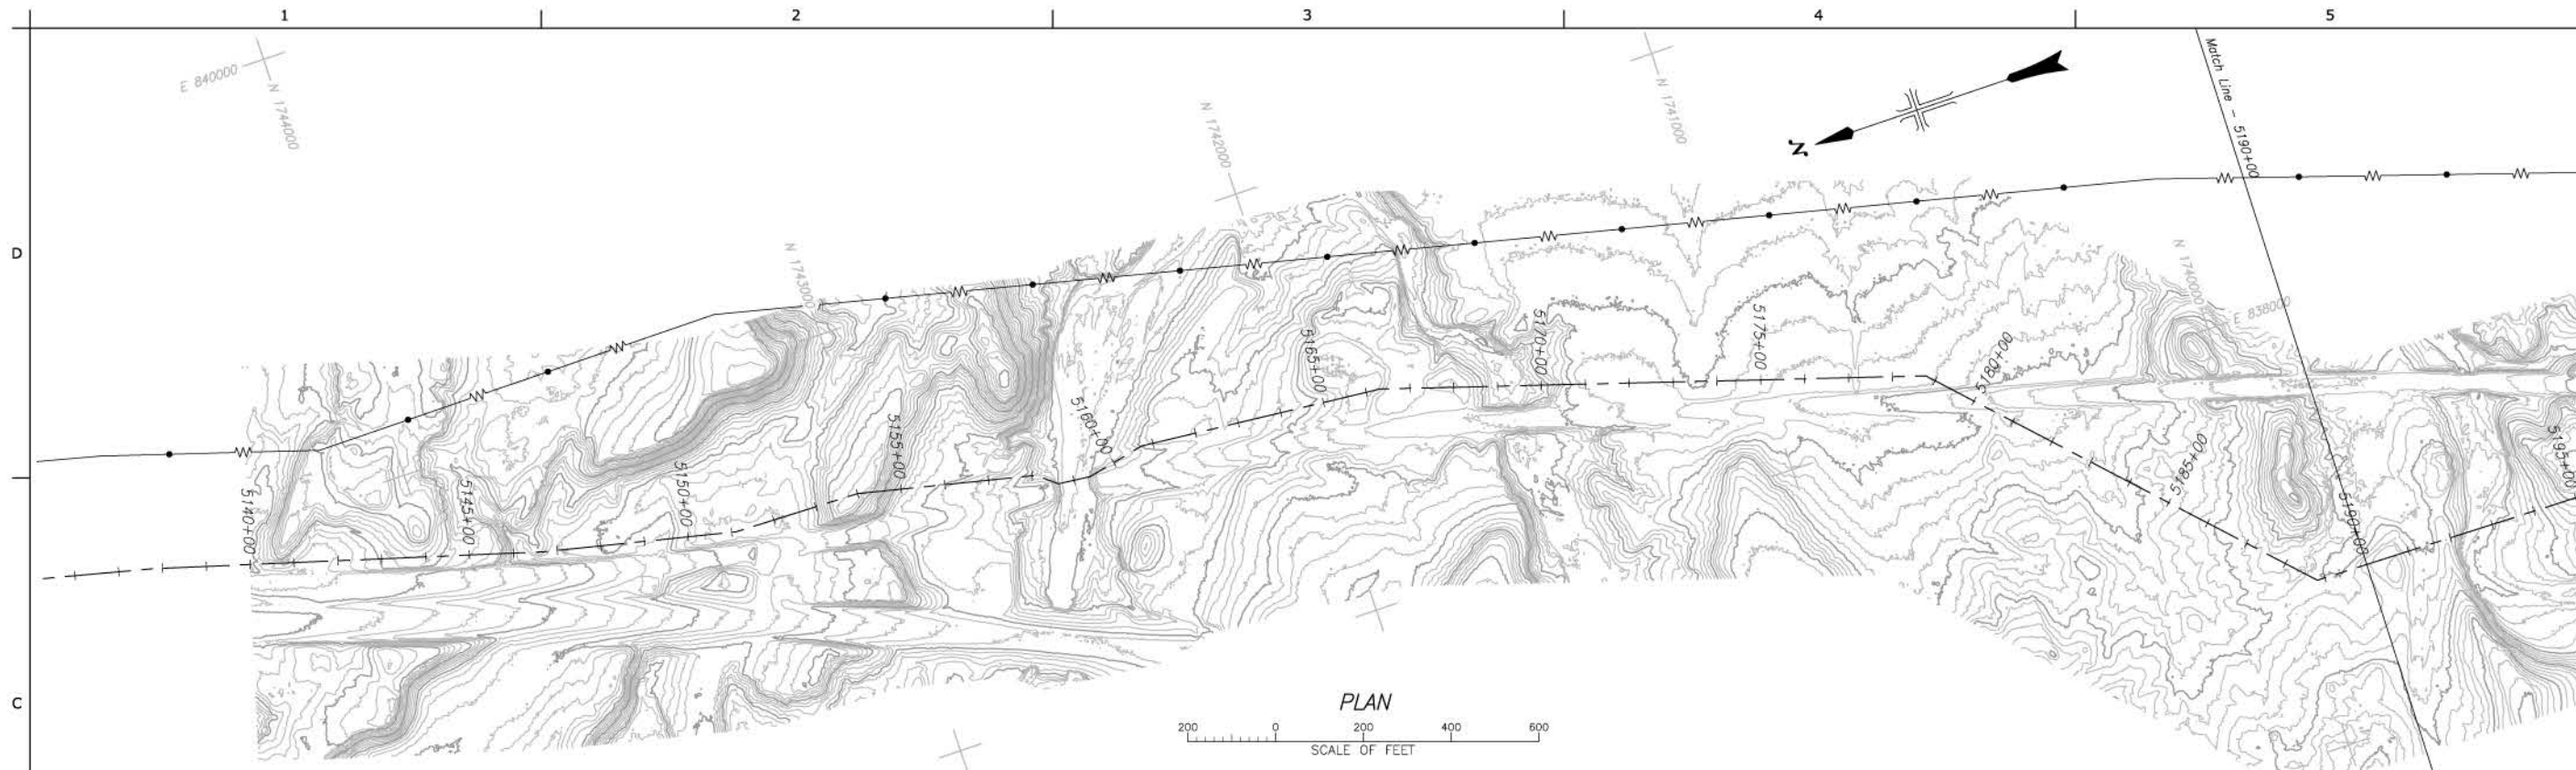 1 2 3 4 5
E 840000
N 1744000
N 1743000
N 1742000
N 1741000
N
Match Line - 5190+00
D
N 1740000
E 838000
5140+00
5145+00
5150+00
5155+00
5160+00
5165+00
5170+00
5175+00
5180+00
5185+00
5190+00
5195+00
C
PLAN
200 0 200 400 600
SCALE OF FEET